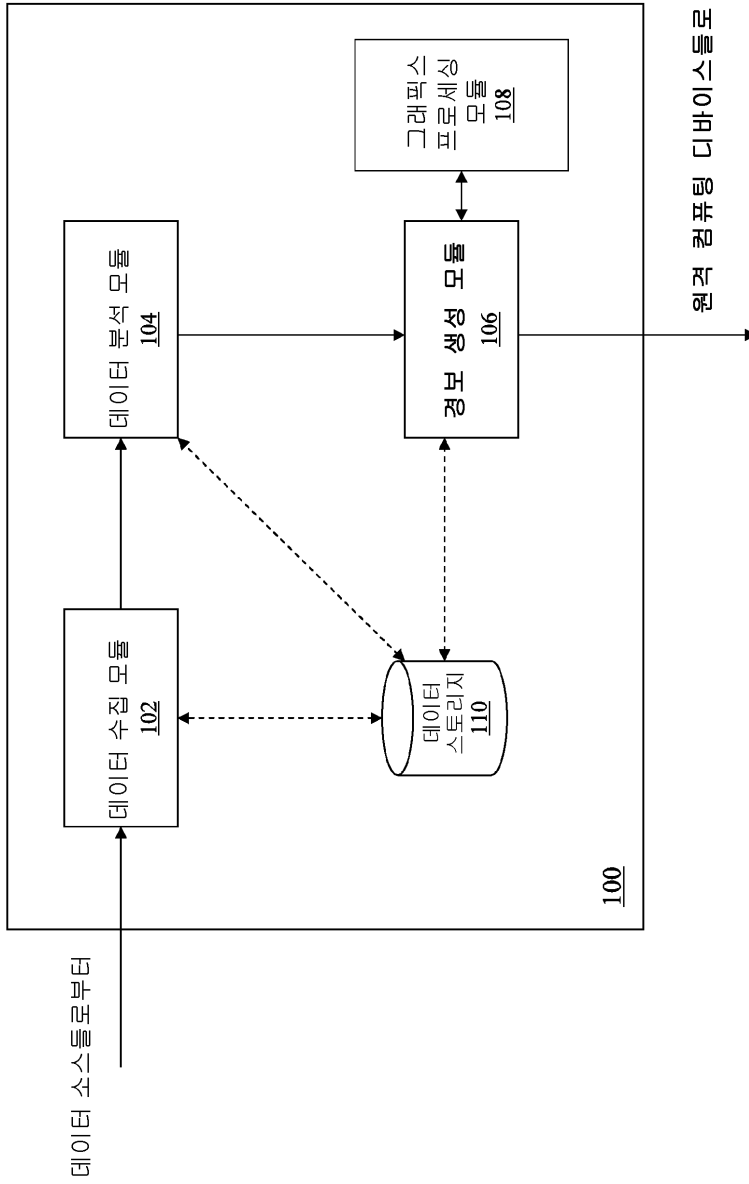 데이터 소스들로부터
데이터 수집 모듈
102
데이터 분석 모듈
104
데이터
스토리지
110
경보 생성 모듈
106
그래픽스
프로세싱
모듈
108
100
원격 컴퓨팅 디바이스들로